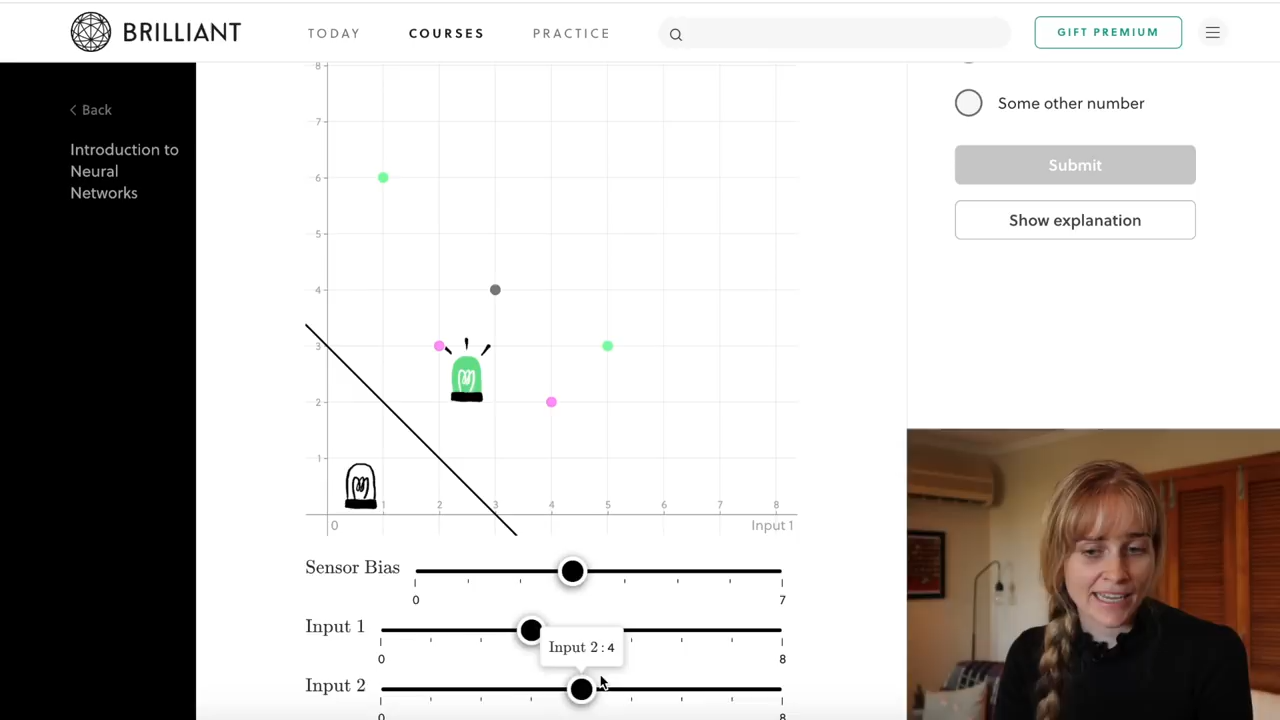 BRILLIANT
TODAY
COURSES
PRACTICE
GIFT PREMIUM
Back
Introduction to
Neural
Networks
8
7
6
5
4
3
2
1
1 2 3 4 5 6 7 8
0
Input 1
Some other number
Submit
Show explanation
Sensor Bias
0 7
Input 1
0 8
Input 2 : 4
Input 2
0 8